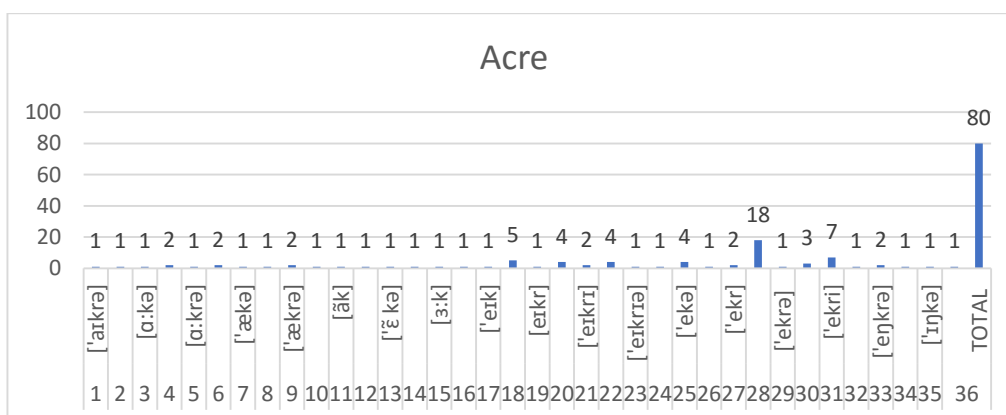 Acre
100
80
60
40
20
0
1 1 1 2 1 2 1 1 2 1 1 1 1 1 1 1 1 5 1 4 2 4 1 1 4 1 2 18 1 3 7 1 2 1 1 1 80
['aɪkrə]
[ɑ:kə]
[ɑ:krə]
['ækə]
['ækrə]
[ãk]
['ɛ̃ kə]
[ɜ:k]
['eɪk]
[eɪkr]
['eɪkrɪ]
['eɪkrɪə]
['ekə]
['ekr]
['ekrə]
['ekri]
['eŋkrə]
['ɪŋkə]
TOTAL
1 2 3 4 5 6 7 8 9 10 11 12 13 14 15 16 17 18 19 20 21 22 23 24 25 26 27 28 29 30 31 32 33 34 35 36